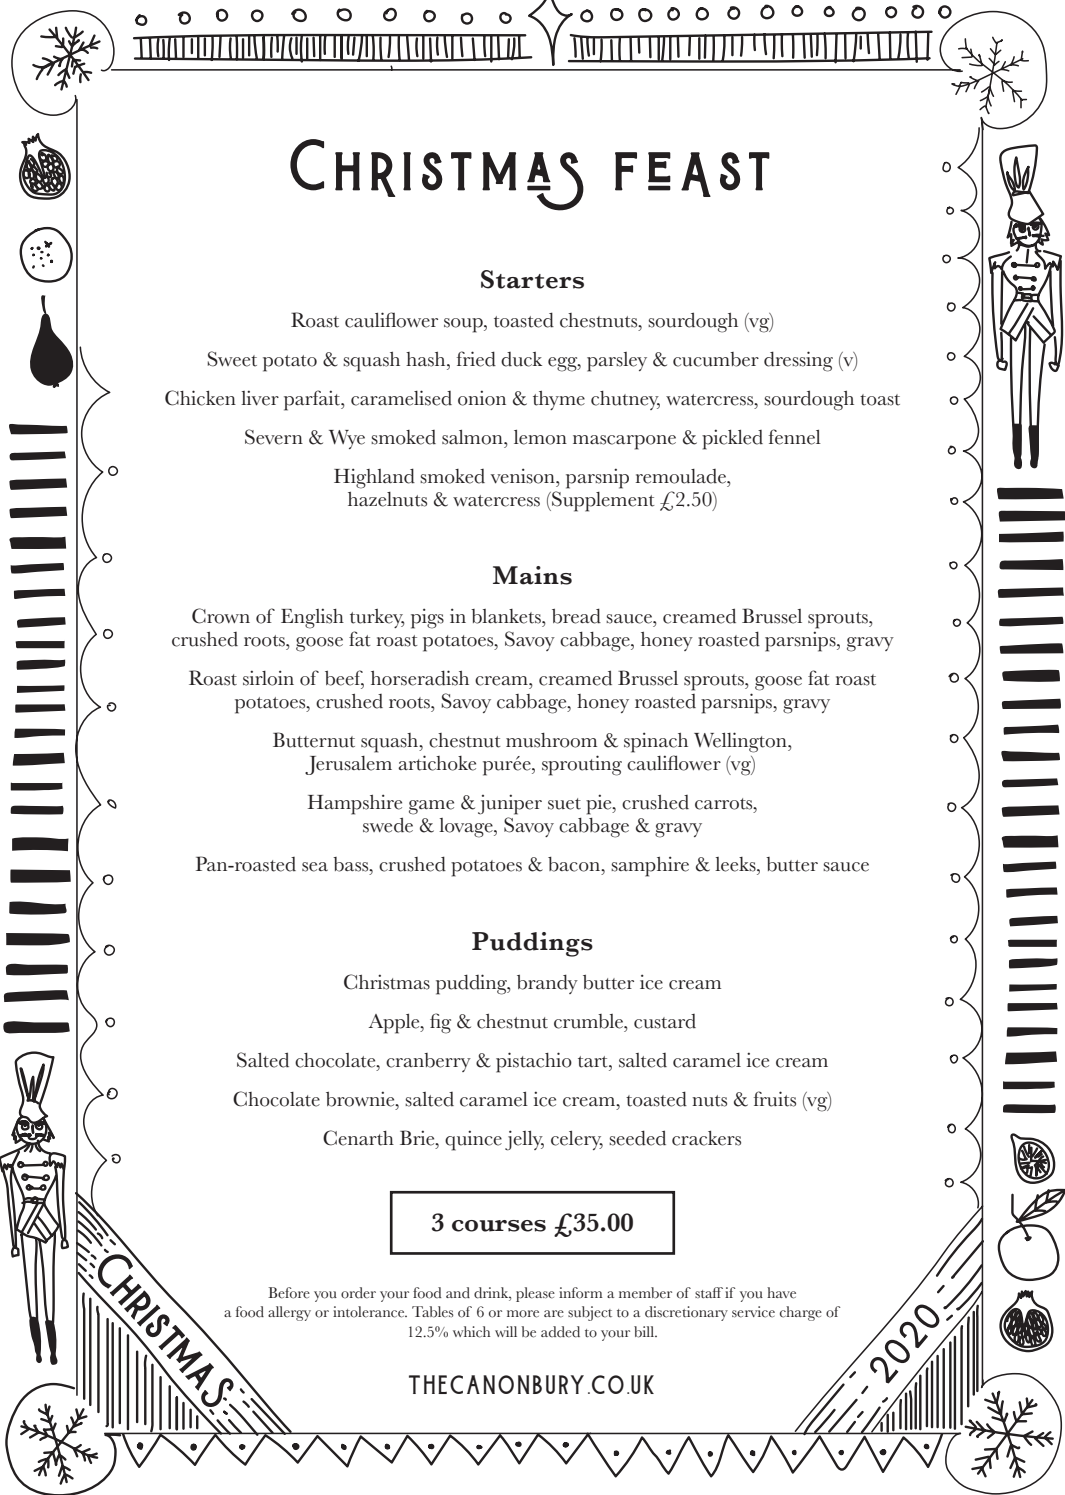 Christmas feast
Starters
Roast cauliflower soup, toasted chestnuts, sourdough (vg)
Sweet potato & squash hash, fried duck egg, parsley & cucumber dressing (v)
Chicken liver parfait, caramelised onion & thyme chutney, watercress, sourdough toast
Severn & Wye smoked salmon, lemon mascarpone & pickled fennel
Highland smoked venison, parsnip remoulade,
hazelnuts & watercress (Supplement £2.50)
Mains
Crown of English turkey, pigs in blankets, bread sauce, creamed Brussel sprouts,
crushed roots, goose fat roast potatoes, Savoy cabbage, honey roasted parsnips, gravy
Roast sirloin of beef, horseradish cream, creamed Brussel sprouts, goose fat roast
potatoes, crushed roots, Savoy cabbage, honey roasted parsnips, gravy
Butternut squash, chestnut mushroom & spinach Wellington,
Jerusalem artichoke purée, sprouting cauliflower (vg)
Hampshire game & juniper suet pie, crushed carrots,
swede & lovage, Savoy cabbage & gravy
Pan-roasted sea bass, crushed potatoes & bacon, samphire & leeks, butter sauce
Puddings
Christmas pudding, brandy butter ice cream
Apple, fig & chestnut crumble, custard
Salted chocolate, cranberry & pistachio tart, salted caramel ice cream
Chocolate brownie, salted caramel ice cream, toasted nuts & fruits (vg)
Cenarth Brie, quince jelly, celery, seeded crackers
3 courses £35.00
Before you order your food and drink, please inform a member of staff if you have
a food allergy or intolerance. Tables of 6 or more are subject to a discretionary service charge of
12.5% which will be added to your bill.
THECANONBURY.CO.UK
Christmas
2020